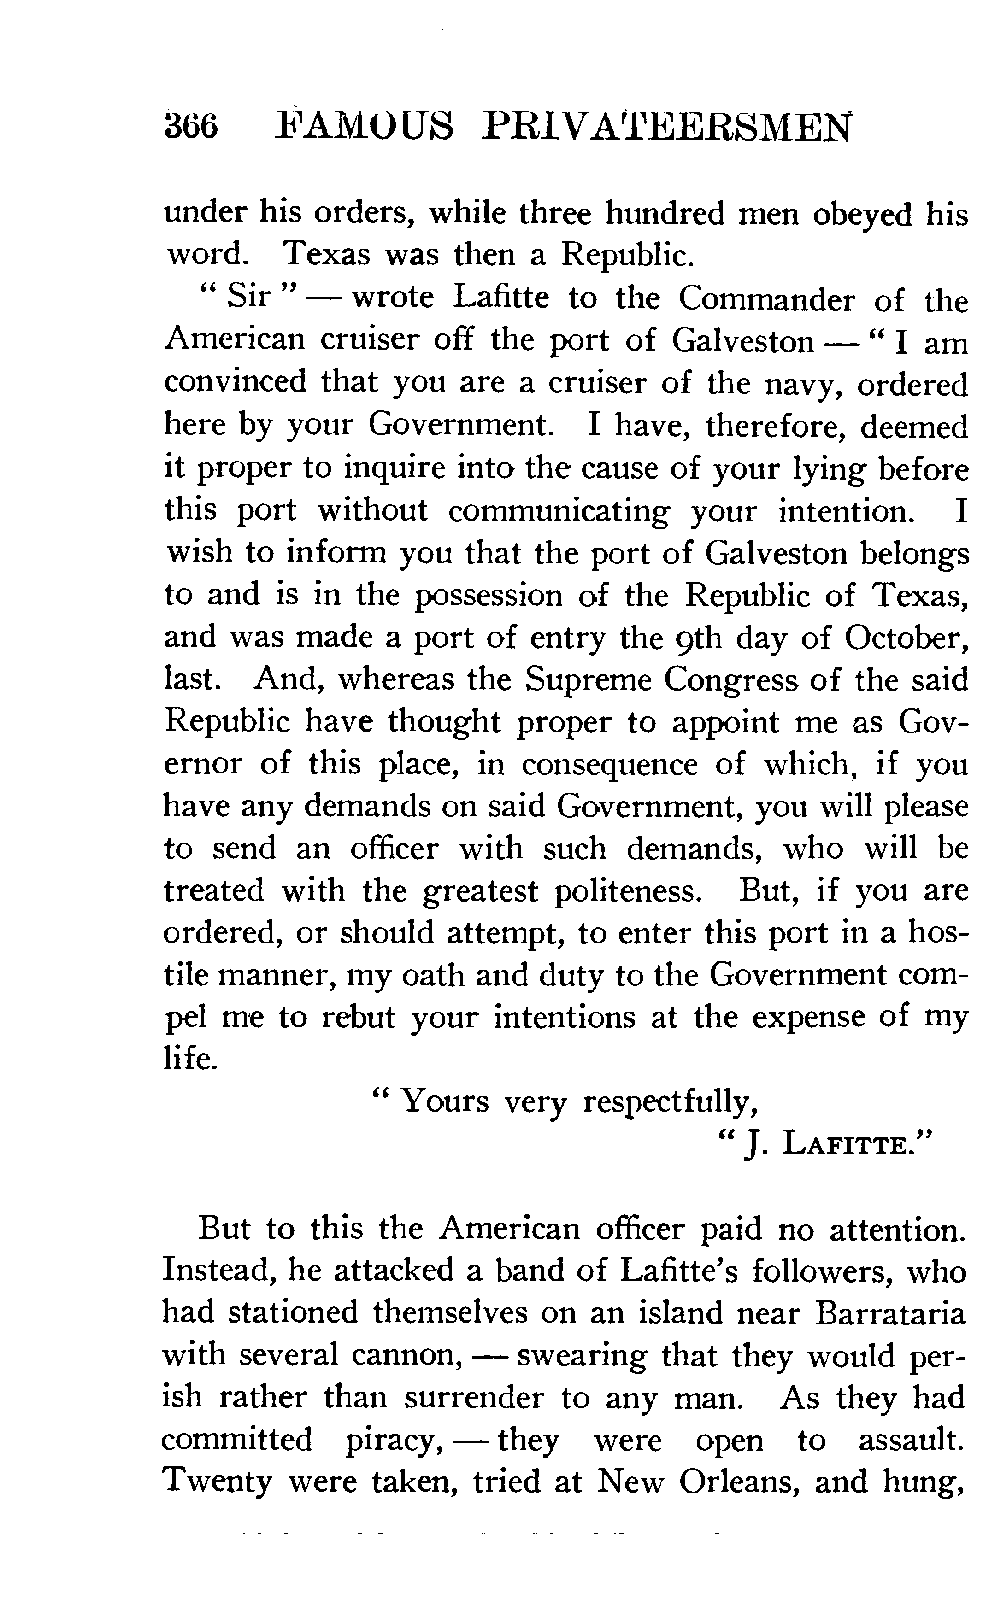 366 FAMOUS PRIVATEERSMEN
under his orders, while three hundred men obeyed his
word. Texas was then a Republic.
“ Sir ” — wrote Lafitte to the Commander of the
American cruiser off the port of Galveston — “ I am
convinced that you are a cruiser of the navy, ordered
here by your Government. I have, therefore, deemed
it proper to inquire into the cause of your lying before
this port without communicating your intention. I
wish to inform you that the port of Galveston belongs
to and is in the possession of the Republic of Texas,
and was made a port of entry the 9th day of October,
last. And, whereas the Supreme Congress of the said
Republic have thought proper to appoint me as Gov-
ernor of this place, in consequence of which, if you
have any demands on said Government, you will please
to send an officer with such demands, who will be
treated with the greatest politeness. But, if you are
ordered, or should attempt, to enter this port in a hos-
tile manner, my oath and duty to the Government com-
pel me to rebut your intentions at the expense of my
life.
“ Yours very respectfully,
“ J. LAFITTE.”
But to this the American officer paid no attention.
Instead, he attacked a band of Lafitte’s followers, who
had stationed themselves on an island near Barrataria
with several cannon, — swearing that they would per-
ish rather than surrender to any man. As they had
committed piracy, — they were open to assault.
Twenty were taken, tried at New Orleans, and hung,